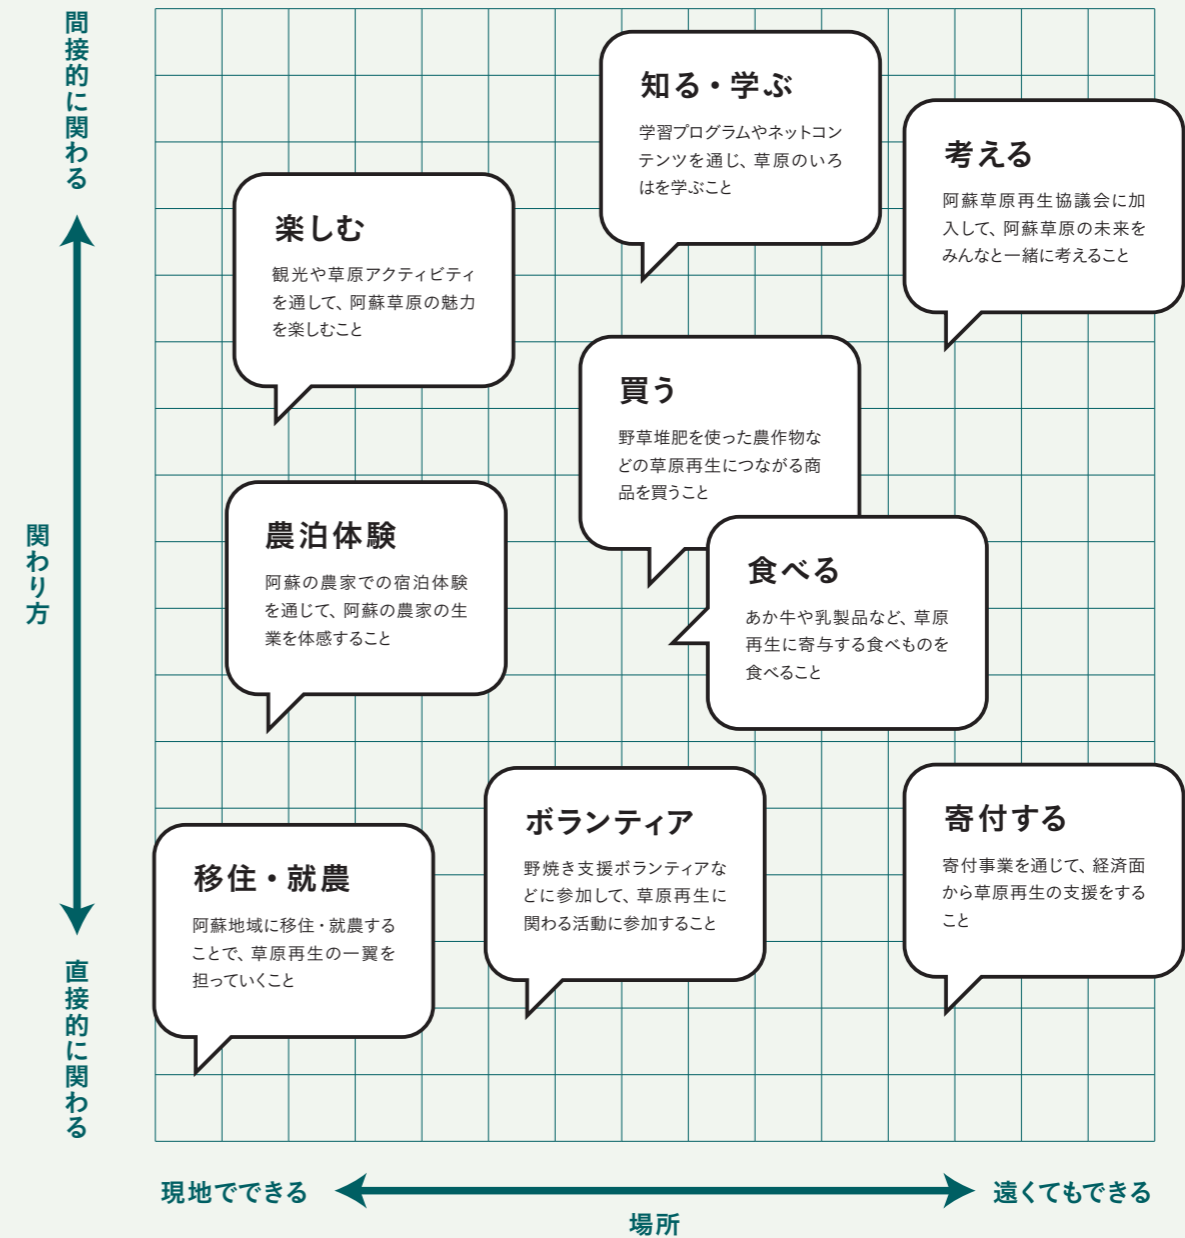 間接的に関わる
関わり方
直接的に関わる
知る・学ぶ
学習プログラムやネットコン
テンツを通じ、草原のいろ
はを学ぶこと
考える
阿蘇草原再生協議会に加
入して、阿蘇草原の未来を
みんなと一緒に考えること
楽しむ
観光や草原アクティビティ
を通して、阿蘇草原の魅力
を楽しむこと
買う
野草堆肥を使った農作物な
どの草原再生につながる商
品を買うこと
農泊体験
阿蘇の農家での宿泊体験
を通じて、阿蘇の農家の生
業を体感すること
食べる
あか牛や乳製品など、草原
再生に寄与する食べものを
食べること
ボランティア
野焼き支援ボランティアな
どに参加して、草原再生に
関わる活動に参加すること
寄付する
寄付事業を通じて、経済面
から草原再生の支援をする
こと
移住・就農
阿蘇地域に移住・就農する
ことで、草原再生の一翼を
担っていくこと
現地でできる
遠くてもできる
場所